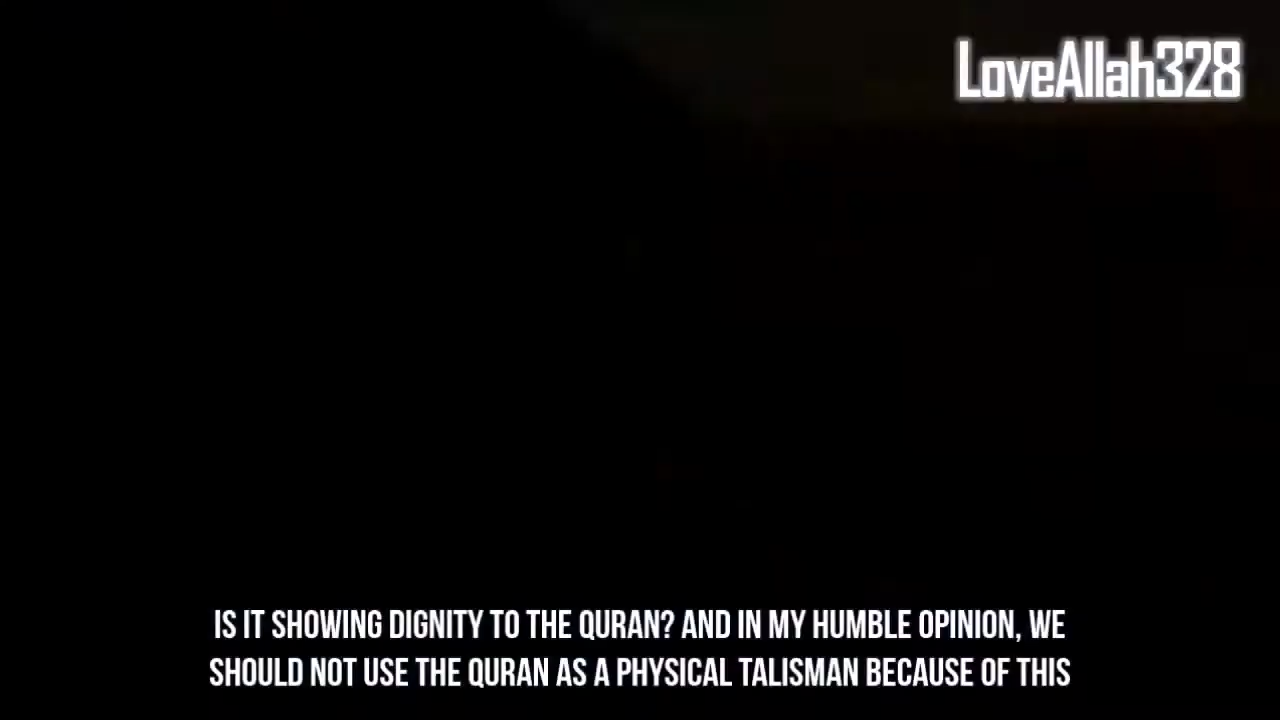 LoveAllah328
IS IT SHOWING DIGNITY TO THE QURAN? AND IN MY HUMBLE OPINION, WE
SHOULD NOT USE THE QURAN AS A PHYSICAL TALISMAN BECAUSE OF THIS